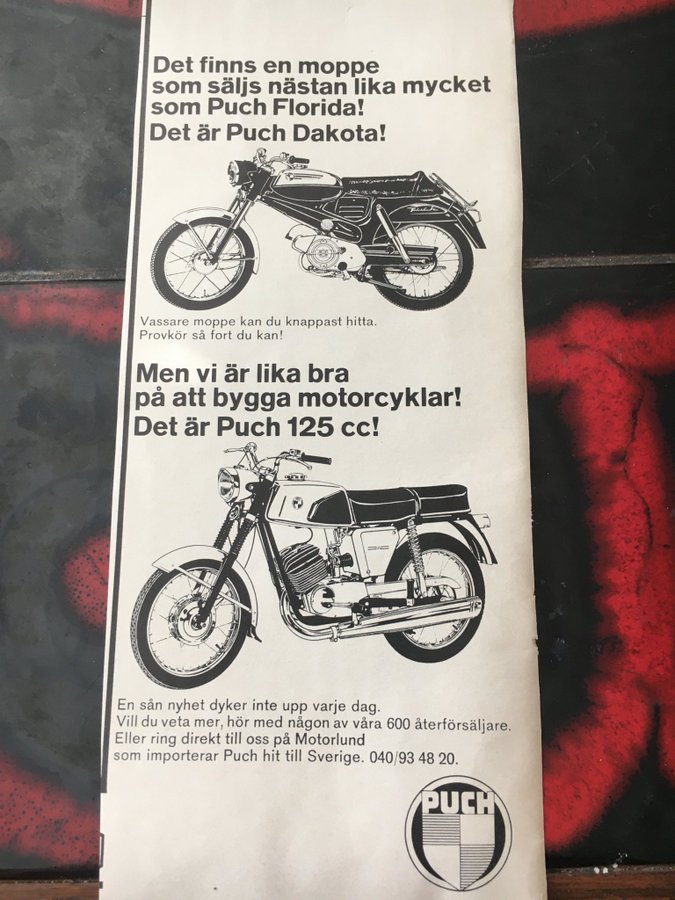 Det finns en moppe
som säljs nästan lika mycket
som Puch Florida!
Det är Puch Dakota!
Vassare moppe kan du knappast hitta.
Provkör så fort du kan!
Men vi är lika bra
på att bygga motorcyklar!
Det är Puch 125 cc!
En sån nyhet dyker inte upp varje dag.
Vill du veta mer, hör med någon av våra 600 återförsäljare.
Eller ring direkt till oss på Motorlund
som importerar Puch hit till Sverige. 040/93 48 20.
PUCH